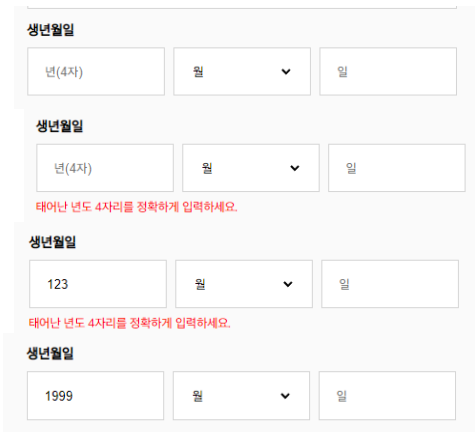 생년월일
년(4자) 월 일
생년월일
년(4자) 월 일
태어난 년도 4자리를 정확하게 입력하세요.
생년월일
123 월 일
태어난 년도 4자리를 정확하게 입력하세요.
생년월일
1999 월 일